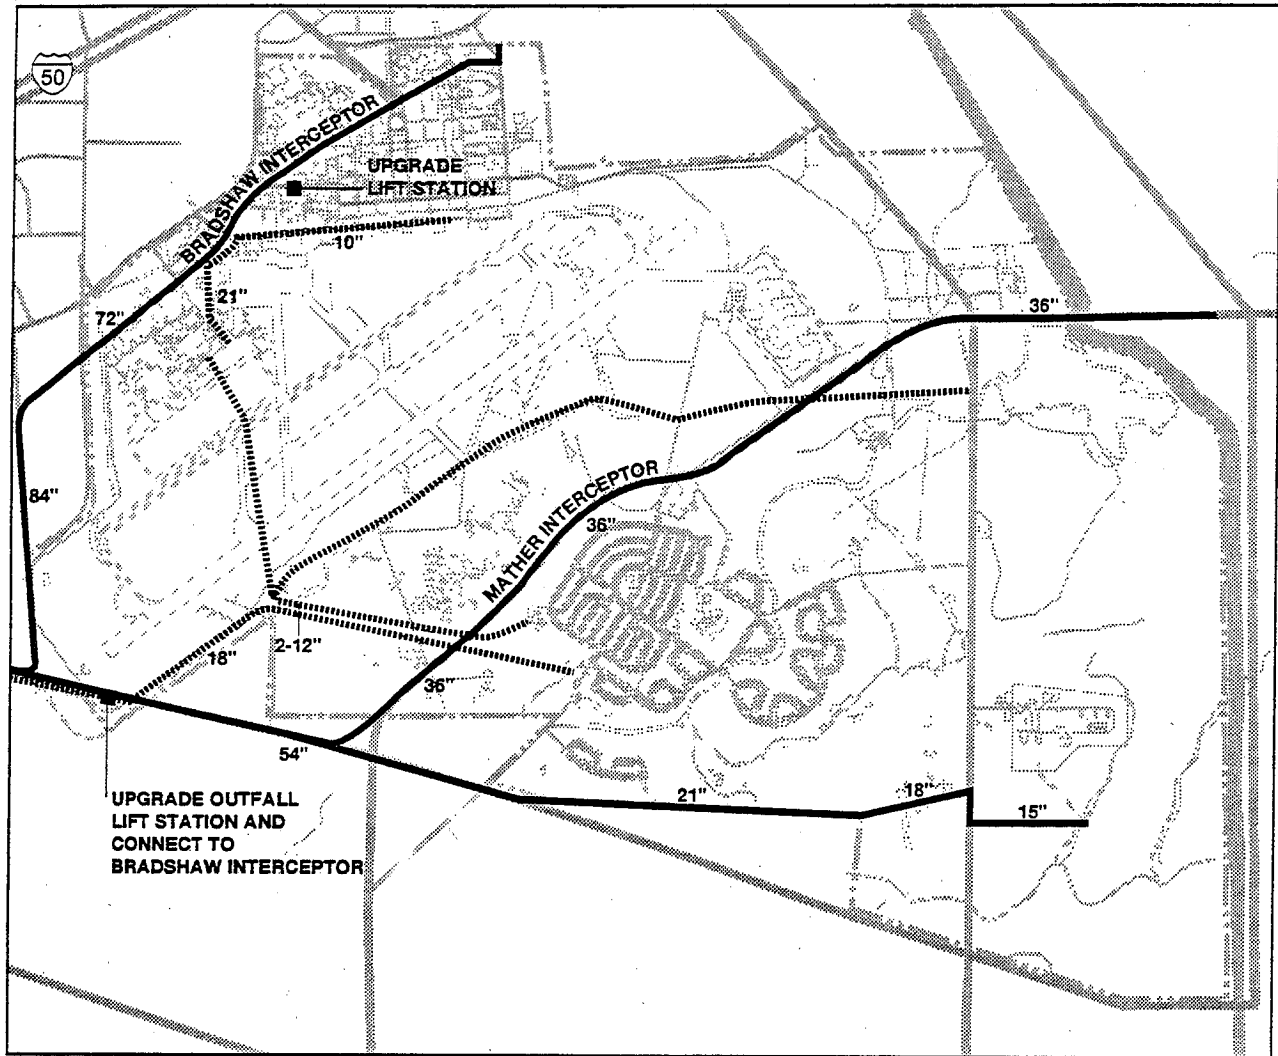 50
BRADSHAW INTERCEPTOR
UPGRADE
LIFT STATION
10"
21"
72"
36"
84"
MATHER INTERCEPTOR
36"
2-12"
18"
36"
54"
21"
18"
15"
UPGRADE OUTFALL
LIFT STATION AND
CONNECT TO
BRADSHAW INTERCEPTOR